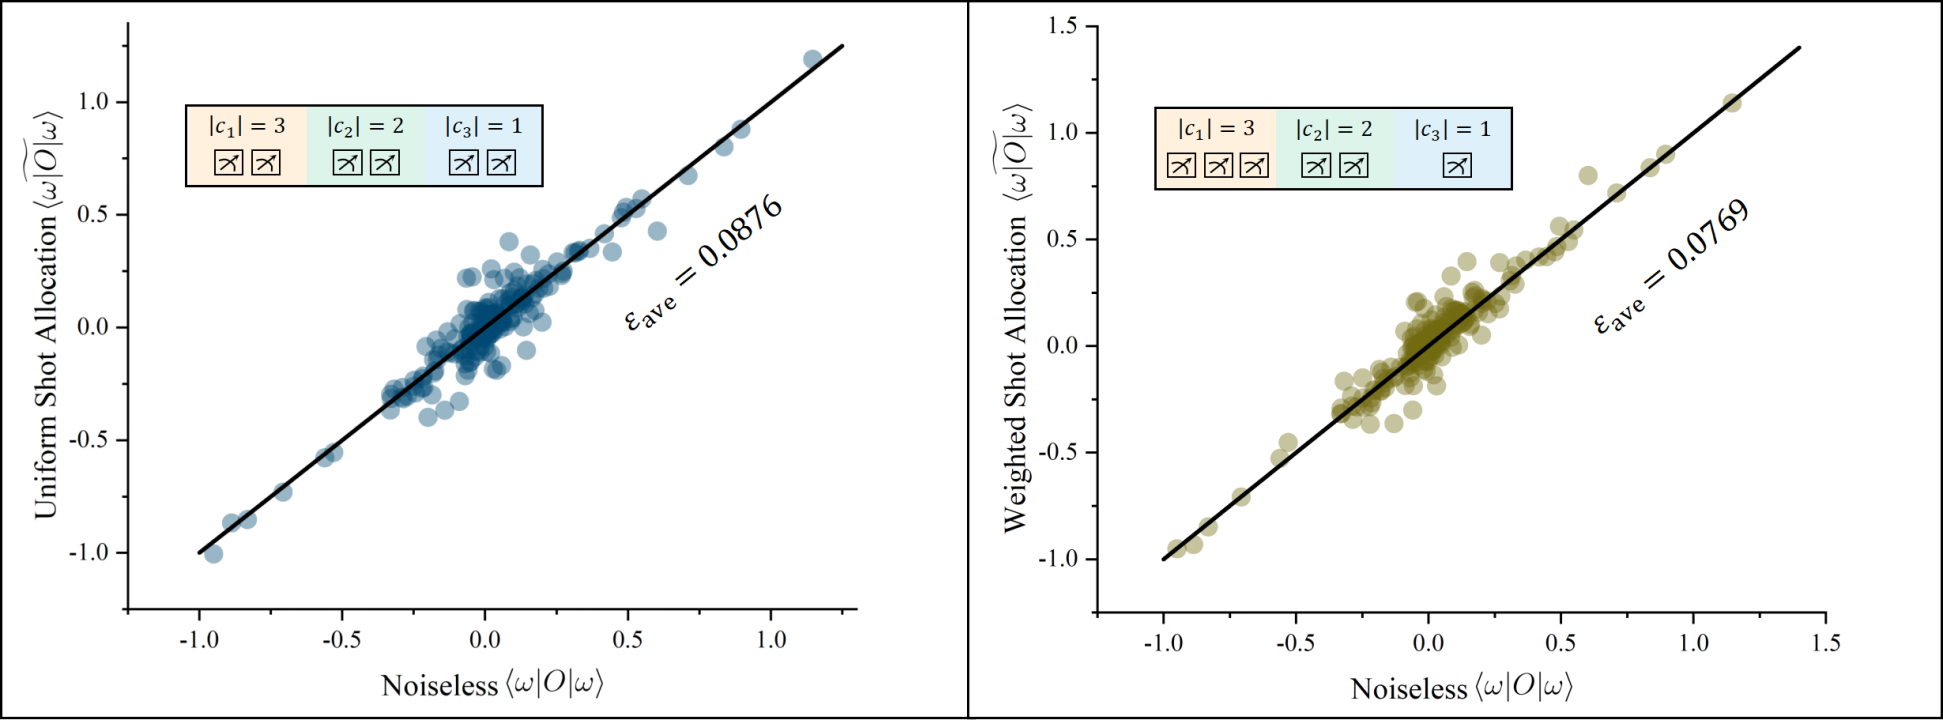 Uniform Shot Allocation ⟨ω|O|ω⟩~
1.0
0.5
0.0
-0.5
-1.0
|c₁| = 3 |c₂| = 2 |c₃| = 1
ε_ave = 0.0876
-1.0 -0.5 0.0 0.5 1.0
Noiseless ⟨ω|O|ω⟩
Weighted Shot Allocation ⟨ω|O|ω⟩~
1.5
1.0
0.5
0.0
-0.5
-1.0
|c₁| = 3 |c₂| = 2 |c₃| = 1
ε_ave = 0.0769
-1.0 -0.5 0.0 0.5 1.0 1.5
Noiseless ⟨ω|O|ω⟩